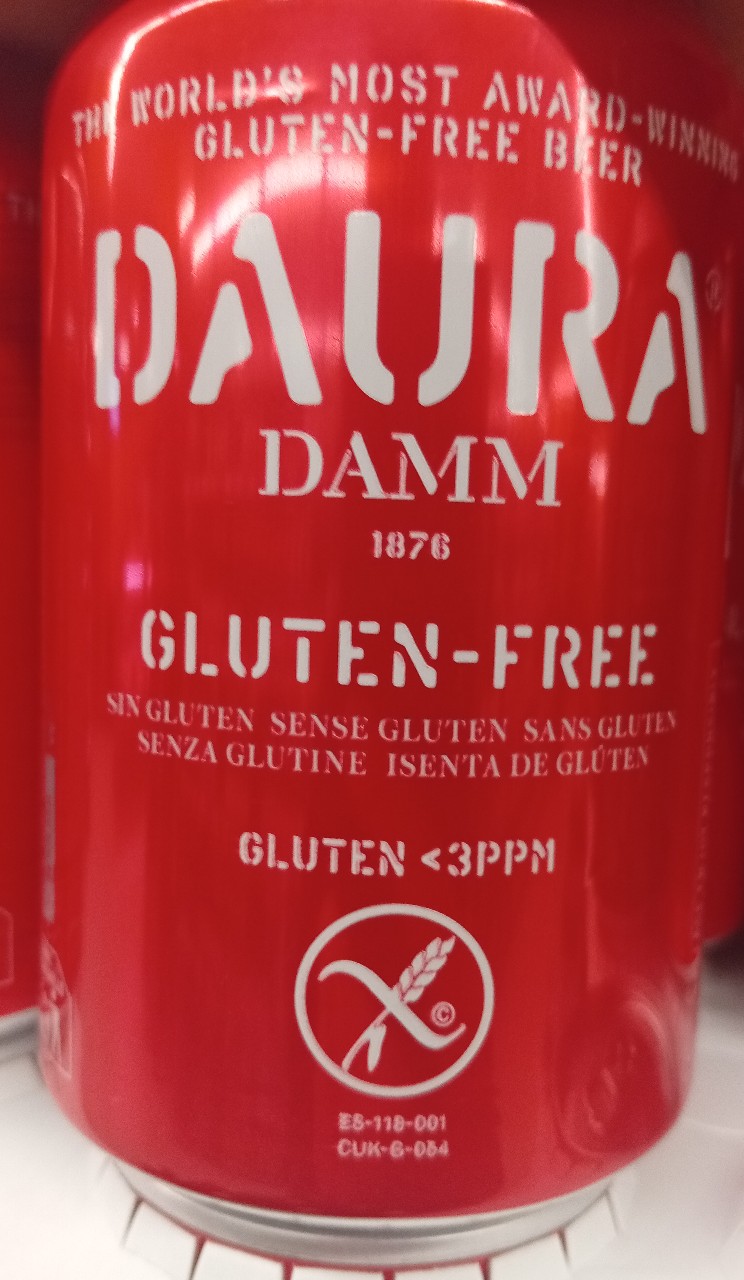 THE WORLD'S MOST AWARD-WINNING
GLUTEN-FREE BEER
DAURA®
DAMM
1876
GLUTEN-FREE
SIN GLUTEN SENSE GLUTEN SANS GLUTEN
SENZA GLUTINE ISENTA DE GLÚTEN
GLUTEN <3PPM
©
ES-118-001
CUK-G-054